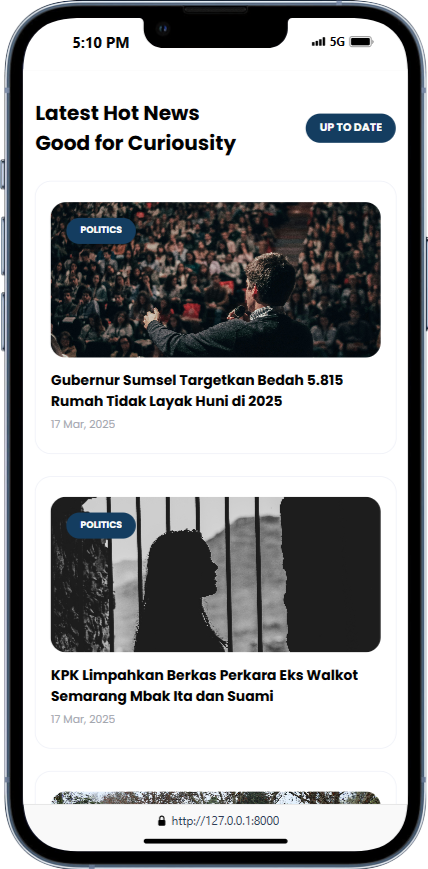 5:10 PM
5G
Latest Hot News
Good for Curiousity
UP TO DATE
POLITICS
Gubernur Sumsel Targetkan Bedah 5.815
Rumah Tidak Layak Huni di 2025
17 Mar, 2025
POLITICS
KPK Limpahkan Berkas Perkara Eks Walkot
Semarang Mbak Ita dan Suami
17 Mar, 2025
http://127.0.0.1:8000